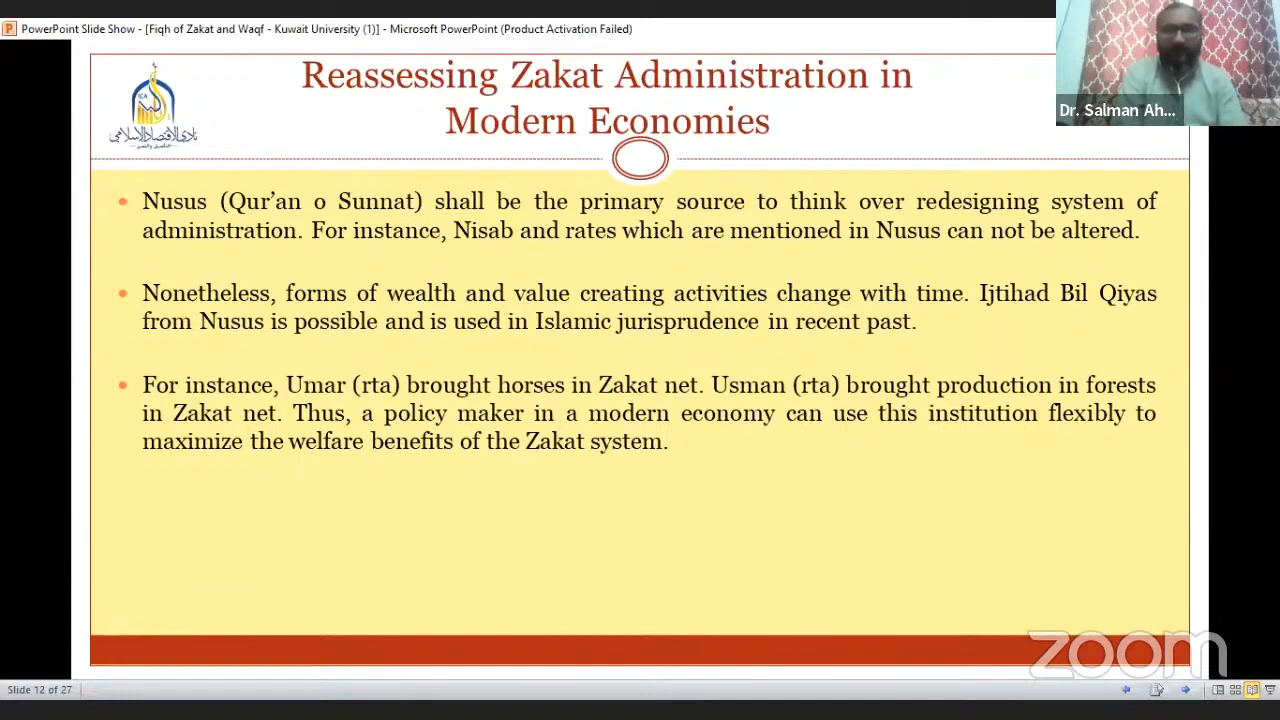 PowerPoint Slide Show - [Fiqh of Zakat and Waqf - Kuwait University (1)] - Microsoft PowerPoint (Product Activation Failed)
Dr. Salman Ah...
Reassessing Zakat Administration in
Modern Economies
نادي الاقتصاد الإسلامي
• Nusus (Qur’an o Sunnat) shall be the primary source to think over redesigning system of
administration. For instance, Nisab and rates which are mentioned in Nusus can not be altered.
• Nonetheless, forms of wealth and value creating activities change with time. Ijtihad Bil Qiyas
from Nusus is possible and is used in Islamic jurisprudence in recent past.
• For instance, Umar (rta) brought horses in Zakat net. Usman (rta) brought production in forests
in Zakat net. Thus, a policy maker in a modern economy can use this institution flexibly to
maximize the welfare benefits of the Zakat system.
zoom
Slide 12 of 27